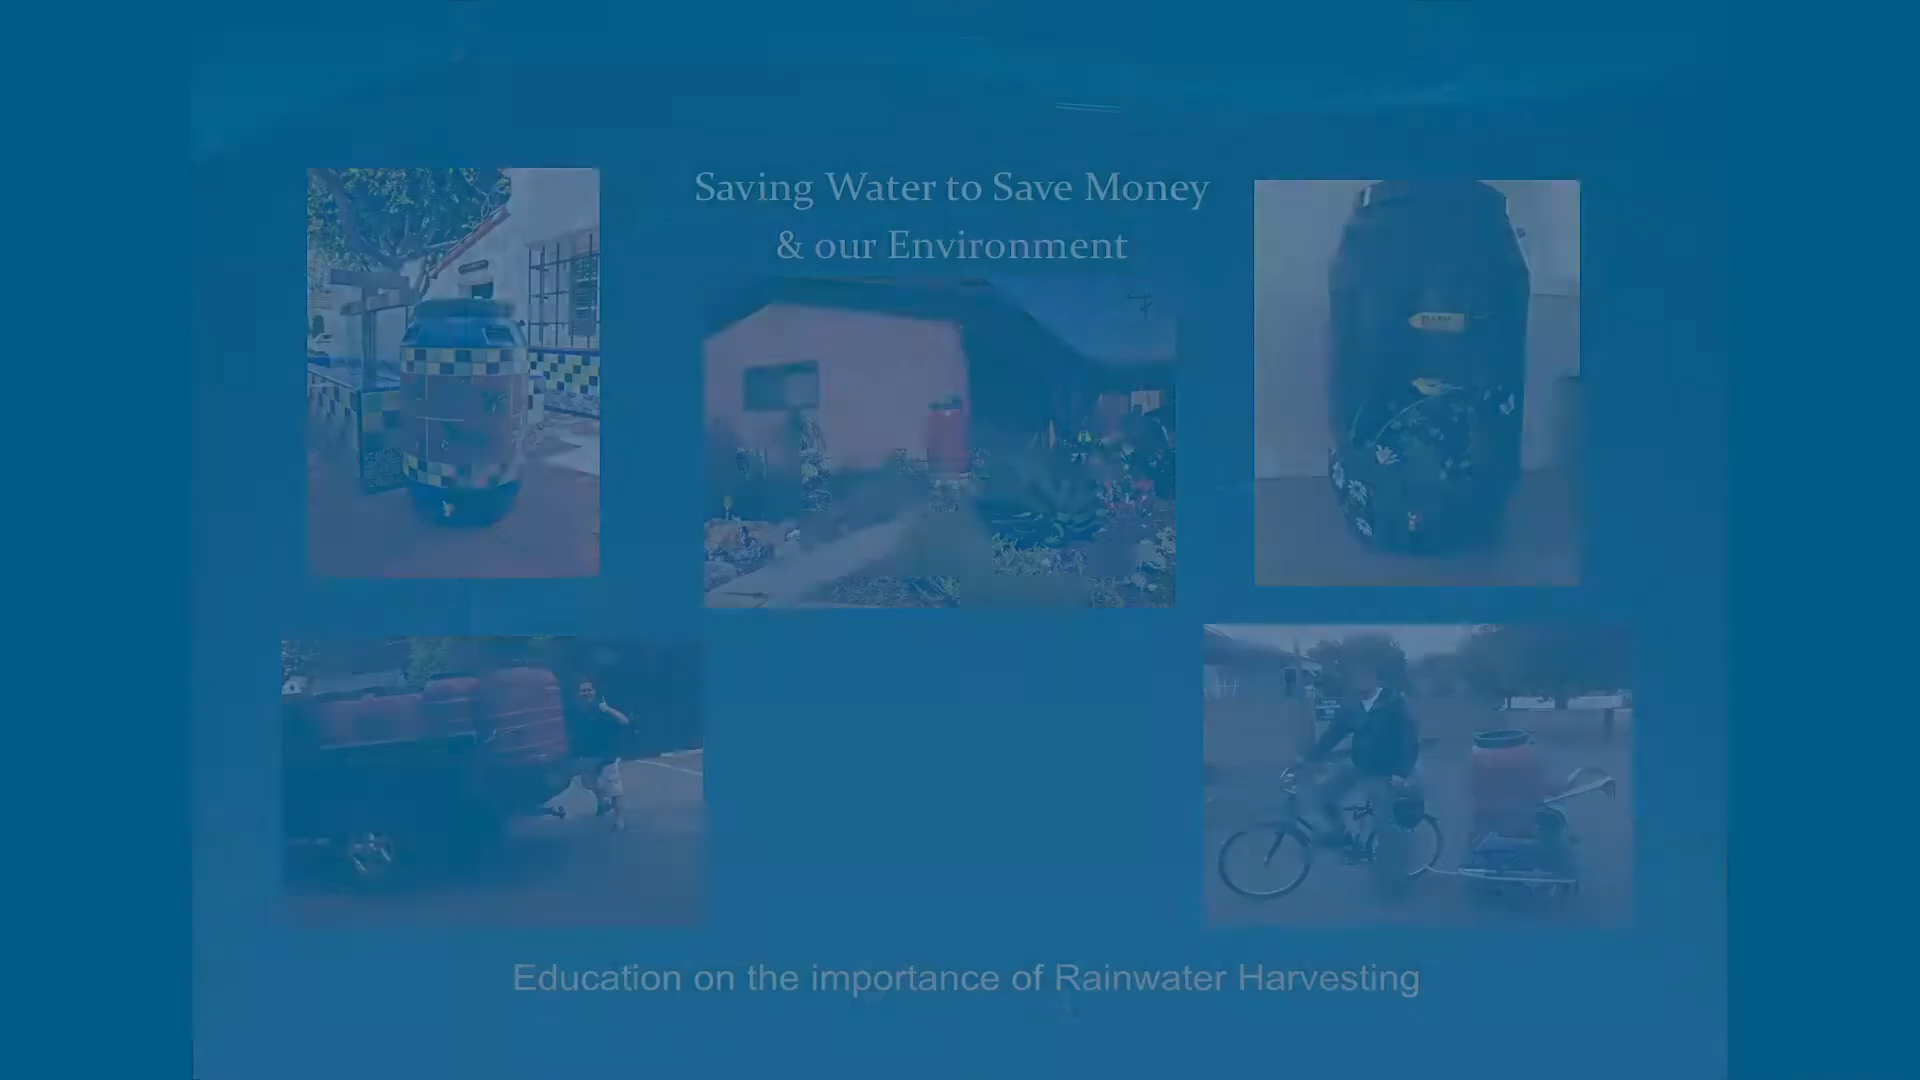 Saving Water to Save Money
& our Environment
Education on the importance of Rainwater Harvesting